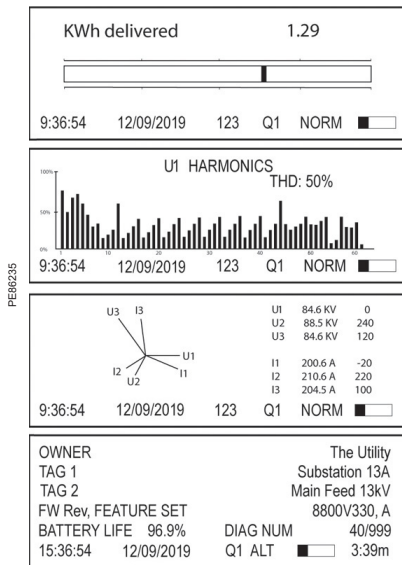 KWh delivered 1.29
9:36:54 12/09/2019 123 Q1 NORM
U1 HARMONICS
THD: 50%
100%
50%
0%
1 10 20 30 40 50 60
9:36:54 12/09/2019 123 Q1 NORM
PE86235
U3 I3
U1
I1
I2
U2
U1 84.6 KV 0
U2 88.5 KV 240
U3 84.6 KV 120
I1 200.6 A -20
I2 210.6 A 220
I3 204.5 A 100
9:36:54 12/09/2019 123 Q1 NORM
OWNER The Utility
TAG 1 Substation 13A
TAG 2 Main Feed 13kV
FW Rev, FEATURE SET 8800V330, A
BATTERY LIFE 96.9% DIAG NUM 40/999
15:36:54 12/09/2019 Q1 ALT 3:39m